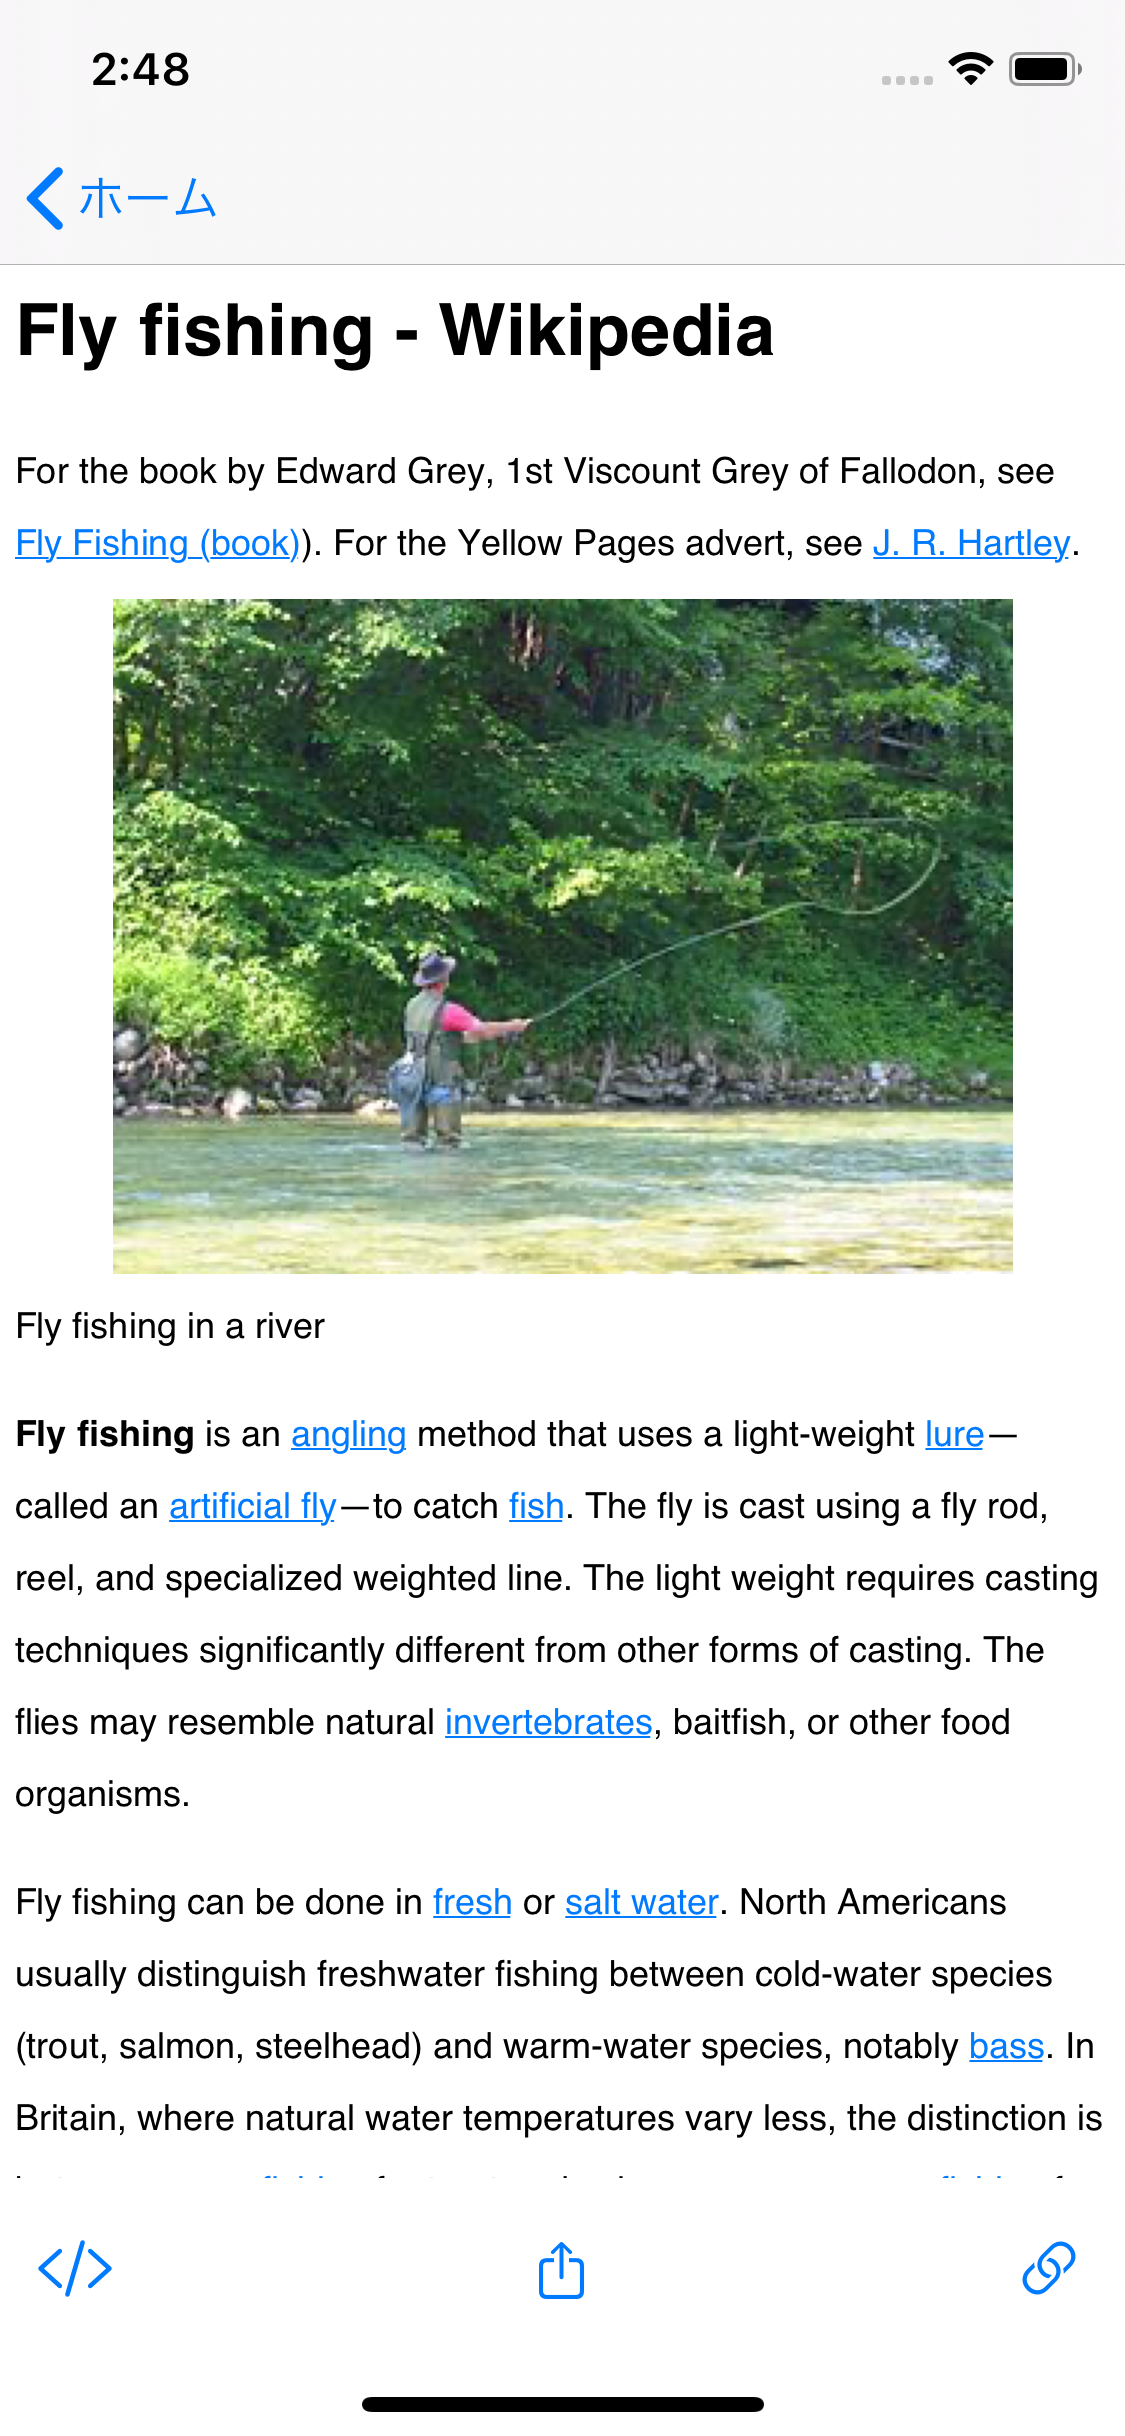 2:48
ホーム
Fly fishing - Wikipedia
For the book by Edward Grey, 1st Viscount Grey of Fallodon, see
Fly Fishing (book)). For the Yellow Pages advert, see J. R. Hartley.
Fly fishing in a river
Fly fishing is an angling method that uses a light-weight lure—
called an artificial fly—to catch fish. The fly is cast using a fly rod,
reel, and specialized weighted line. The light weight requires casting
techniques significantly different from other forms of casting. The
flies may resemble natural invertebrates, baitfish, or other food
organisms.
Fly fishing can be done in fresh or salt water. North Americans
usually distinguish freshwater fishing between cold-water species
(trout, salmon, steelhead) and warm-water species, notably bass. In
Britain, where natural water temperatures vary less, the distinction is